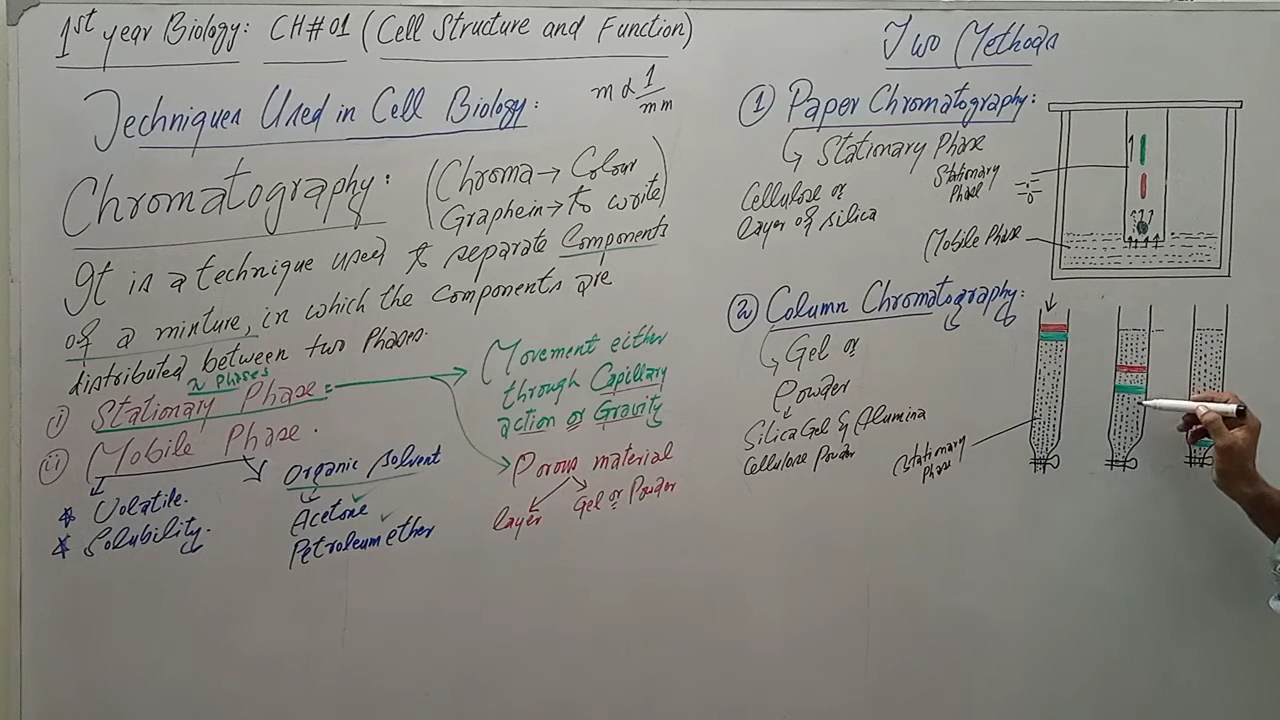 1st year Biology: CH#01 (Cell Structure and Function)
Techniques Used in Cell Biology:
m α 1/mm
Chromatography: (Chroma → Colour
Graphein → To write)
It is a technique used to separate Components
of a mixture, in which the components are
distributed between two Phases.
2 Phases
i) Stationary Phase:
ii) Mobile Phase.
* Volatile.
* Solubility.
Organic Solvent
Acetone ✓
Petroleum ether ✓
(Movement either
through Capillary
action or Gravity
Porous material
layer Gel or Powder
Two Methods
① Paper Chromatography:
Stationary Phase
Cellulose or
layer of silica
Stationary
Phase
Mobile Phase
② Column Chromatography:
Gel or
Powder
Silica Gel & Alumina
Cellulose Powder
Stationary
Phase